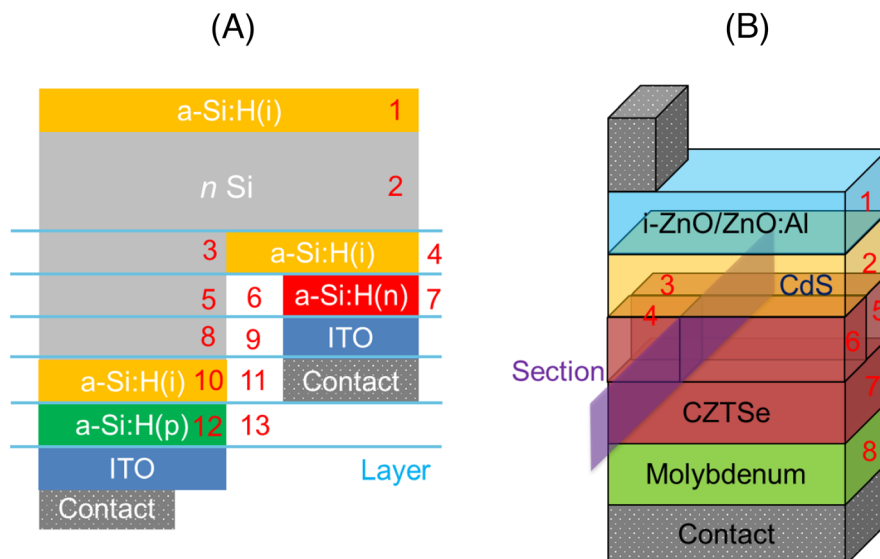 (A)
a-Si:H(i) 1
n Si 2
3 a-Si:H(i) 4
5 6 a-Si:H(n) 7
8 9 ITO
a-Si:H(i) 10 11 Contact
a-Si:H(p) 12 13
ITO Layer
Contact
(B)
1
i-ZnO/ZnO:Al
2
3 CdS
4 5
6
Section
7
CZTSe
8
Molybdenum
Contact